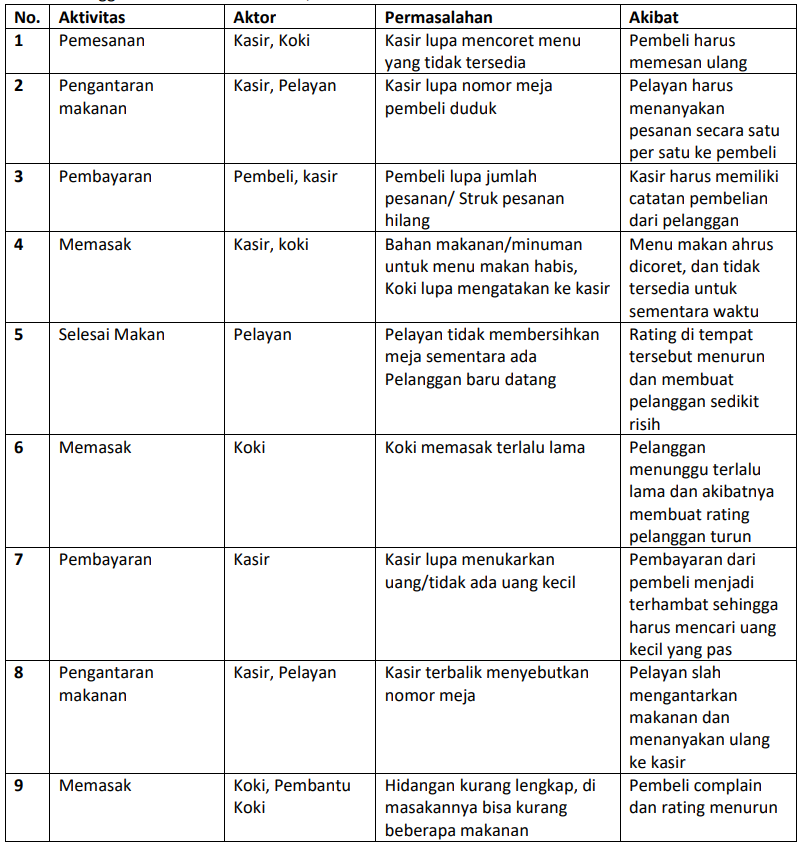 No. Aktivitas Aktor Permasalahan Akibat
1 Pemesanan Kasir, Koki Kasir lupa mencoret menu Pembeli harus
yang tidak tersedia memesan ulang
2 Pengantaran Kasir, Pelayan Kasir lupa nomor meja Pelayan harus
makanan pembeli duduk menanyakan
pesanan secara satu
per satu ke pembeli
3 Pembayaran Pembeli, kasir Pembeli lupa jumlah Kasir harus memiliki
pesanan/ Struk pesanan catatan pembelian
hilang dari pelanggan
4 Memasak Kasir, koki Bahan makanan/minuman Menu makan ahrus
untuk menu makan habis, dicoret, dan tidak
Koki lupa mengatakan ke kasir tersedia untuk
sementara waktu
5 Selesai Makan Pelayan Pelayan tidak membersihkan Rating di tempat
meja sementara ada tersebut menurun
Pelanggan baru datang dan membuat
pelanggan sedikit
risih
6 Memasak Koki Koki memasak terlalu lama Pelanggan
menunggu terlalu
lama dan akibatnya
membuat rating
pelanggan turun
7 Pembayaran Kasir Kasir lupa menukarkan Pembayaran dari
uang/tidak ada uang kecil pembeli menjadi
terhambat sehingga
harus mencari uang
kecil yang pas
8 Pengantaran Kasir, Pelayan Kasir terbalik menyebutkan Pelayan slah
makanan nomor meja mengantarkan
makanan dan
menanyakan ulang
ke kasir
9 Memasak Koki, Pembantu Hidangan kurang lengkap, di Pembeli complain
Koki masakannya bisa kurang dan rating menurun
beberapa makanan